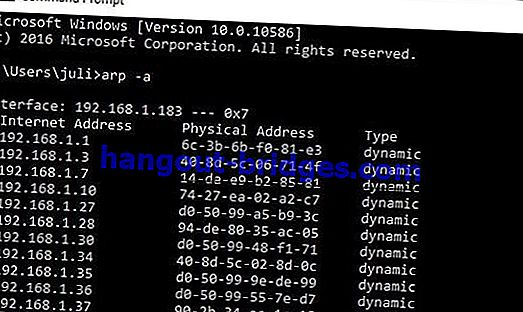 icrosoft Windows [Version 10.0.10586]
c) 2016 Microsoft Corporation. All rights reserved.
\Users\juli>arp -a
nterface: 192.168.1.183 --- 0x7
Internet Address Physical Address Type
192.168.1.1 6c-3b-6b-f0-81-e3 dynamic
192.168.1.3 40-8d-5c-06-71-4f dynamic
192.168.1.7 14-da-e9-b2-85-81 dynamic
192.168.1.10 74-27-ea-02-a2-c7 dynamic
192.168.1.27 d0-50-99-a5-b9-3c dynamic
192.168.1.28 94-de-80-35-ac-05 dynamic
192.168.1.30 d0-50-99-48-f1-71 dynamic
192.168.1.34 40-8d-5c-02-8d-0c dynamic
192.168.1.35 d0-50-99-9e-de-99 dynamic
192.168.1.36 d0-50-99-55-7e-d7 dynamic
192.168.1.37
hangout-bridges.com